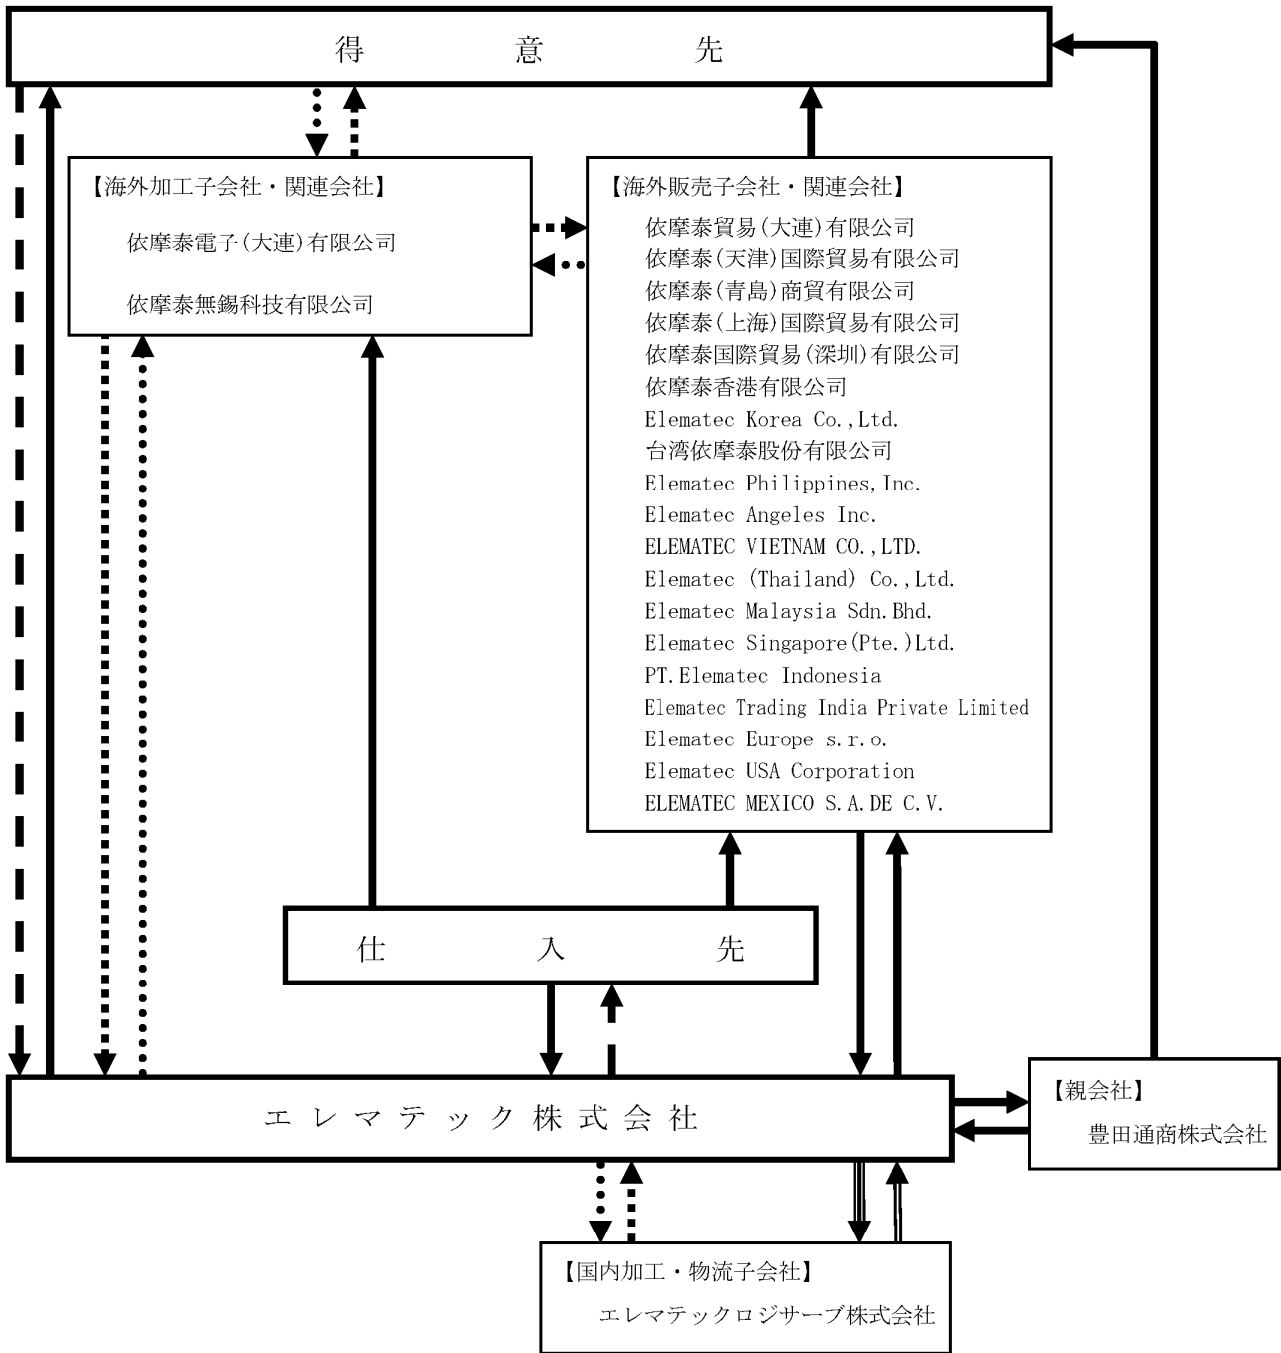 得意先
【海外加工子会社・関連会社】
依摩泰電子(大連)有限公司
依摩泰無錫科技有限公司
【海外販売子会社・関連会社】
依摩泰貿易(大連)有限公司
依摩泰(天津)国際貿易有限公司
依摩泰(青島)商貿有限公司
依摩泰(上海)国際貿易有限公司
依摩泰国際貿易(深圳)有限公司
依摩泰香港有限公司
Elematec Korea Co.,Ltd.
台湾依摩泰股份有限公司
Elematec Philippines,Inc.
Elematec Angeles Inc.
ELEMATEC VIETNAM CO.,LTD.
Elematec (Thailand) Co.,Ltd.
Elematec Malaysia Sdn.Bhd.
Elematec Singapore(Pte.)Ltd.
PT.Elematec Indonesia
Elematec Trading India Private Limited
Elematec Europe s.r.o.
Elematec USA Corporation
ELEMATEC MEXICO S.A.DE C.V.
仕入先
エレマテック株式会社
【親会社】
豊田通商株式会社
【国内加工・物流子会社】
エレマテックロジサーブ株式会社